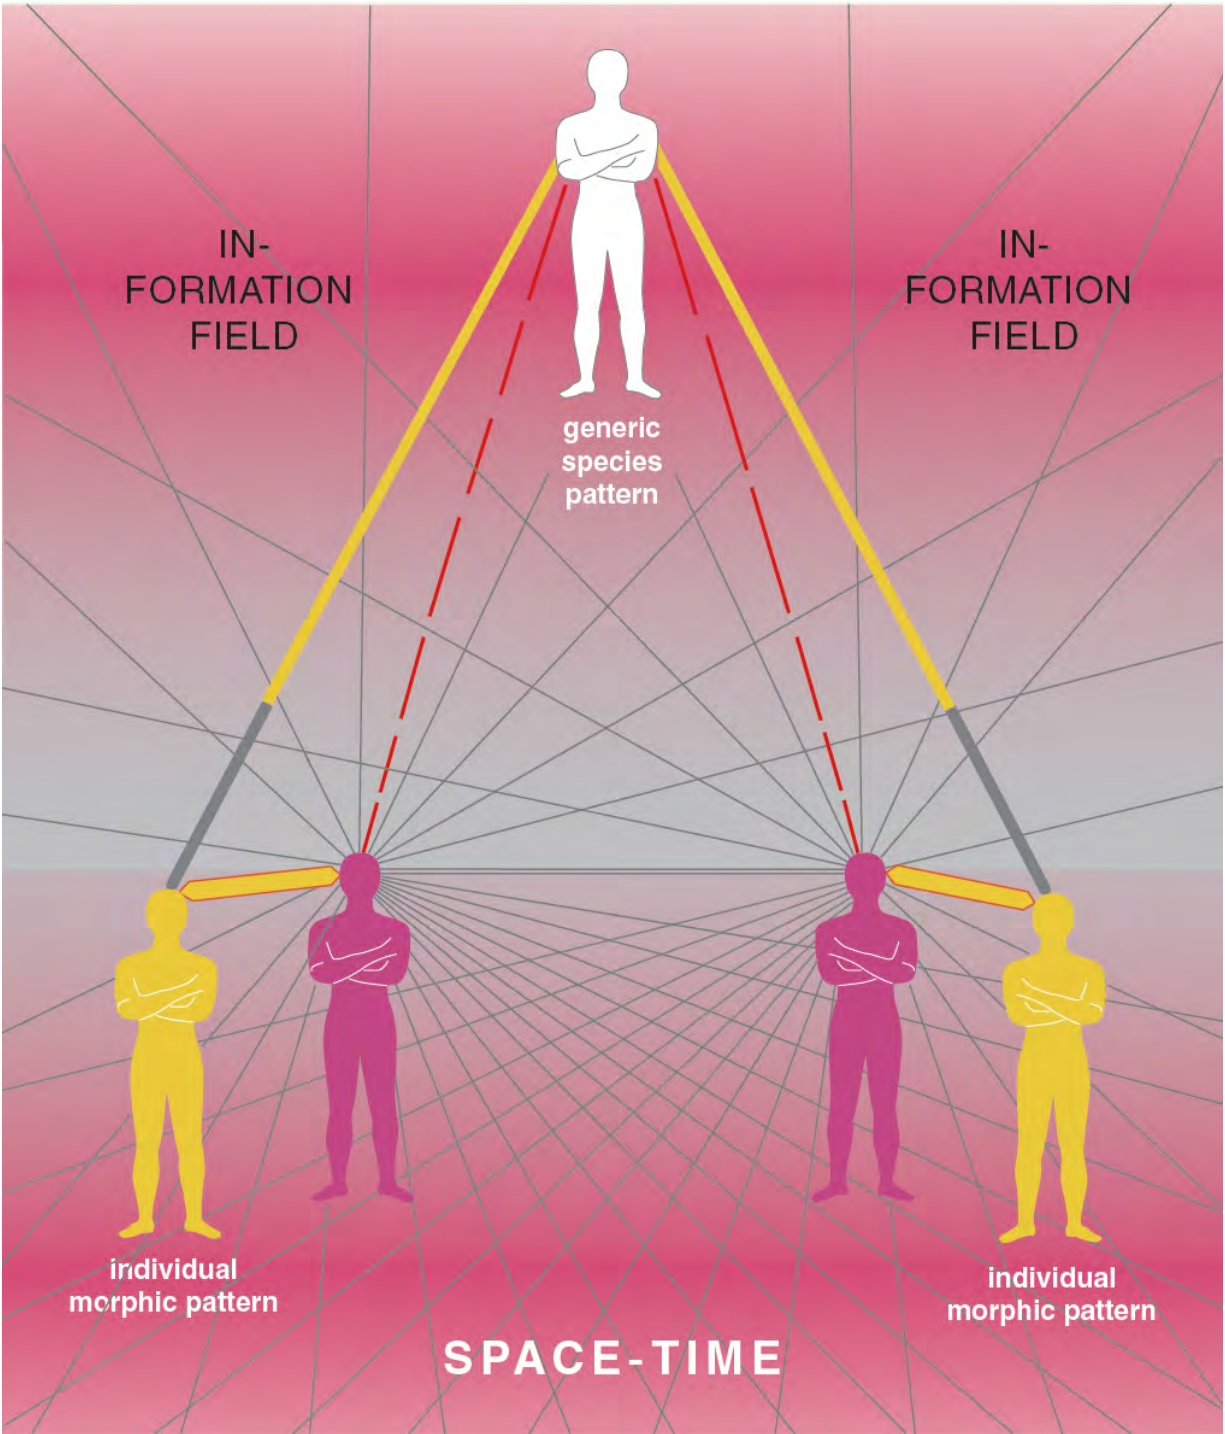 IN-
FORMATION
FIELD
IN-
FORMATION
FIELD
generic
species
pattern
individual
morphic pattern
individual
morphic pattern
SPACE-TIME